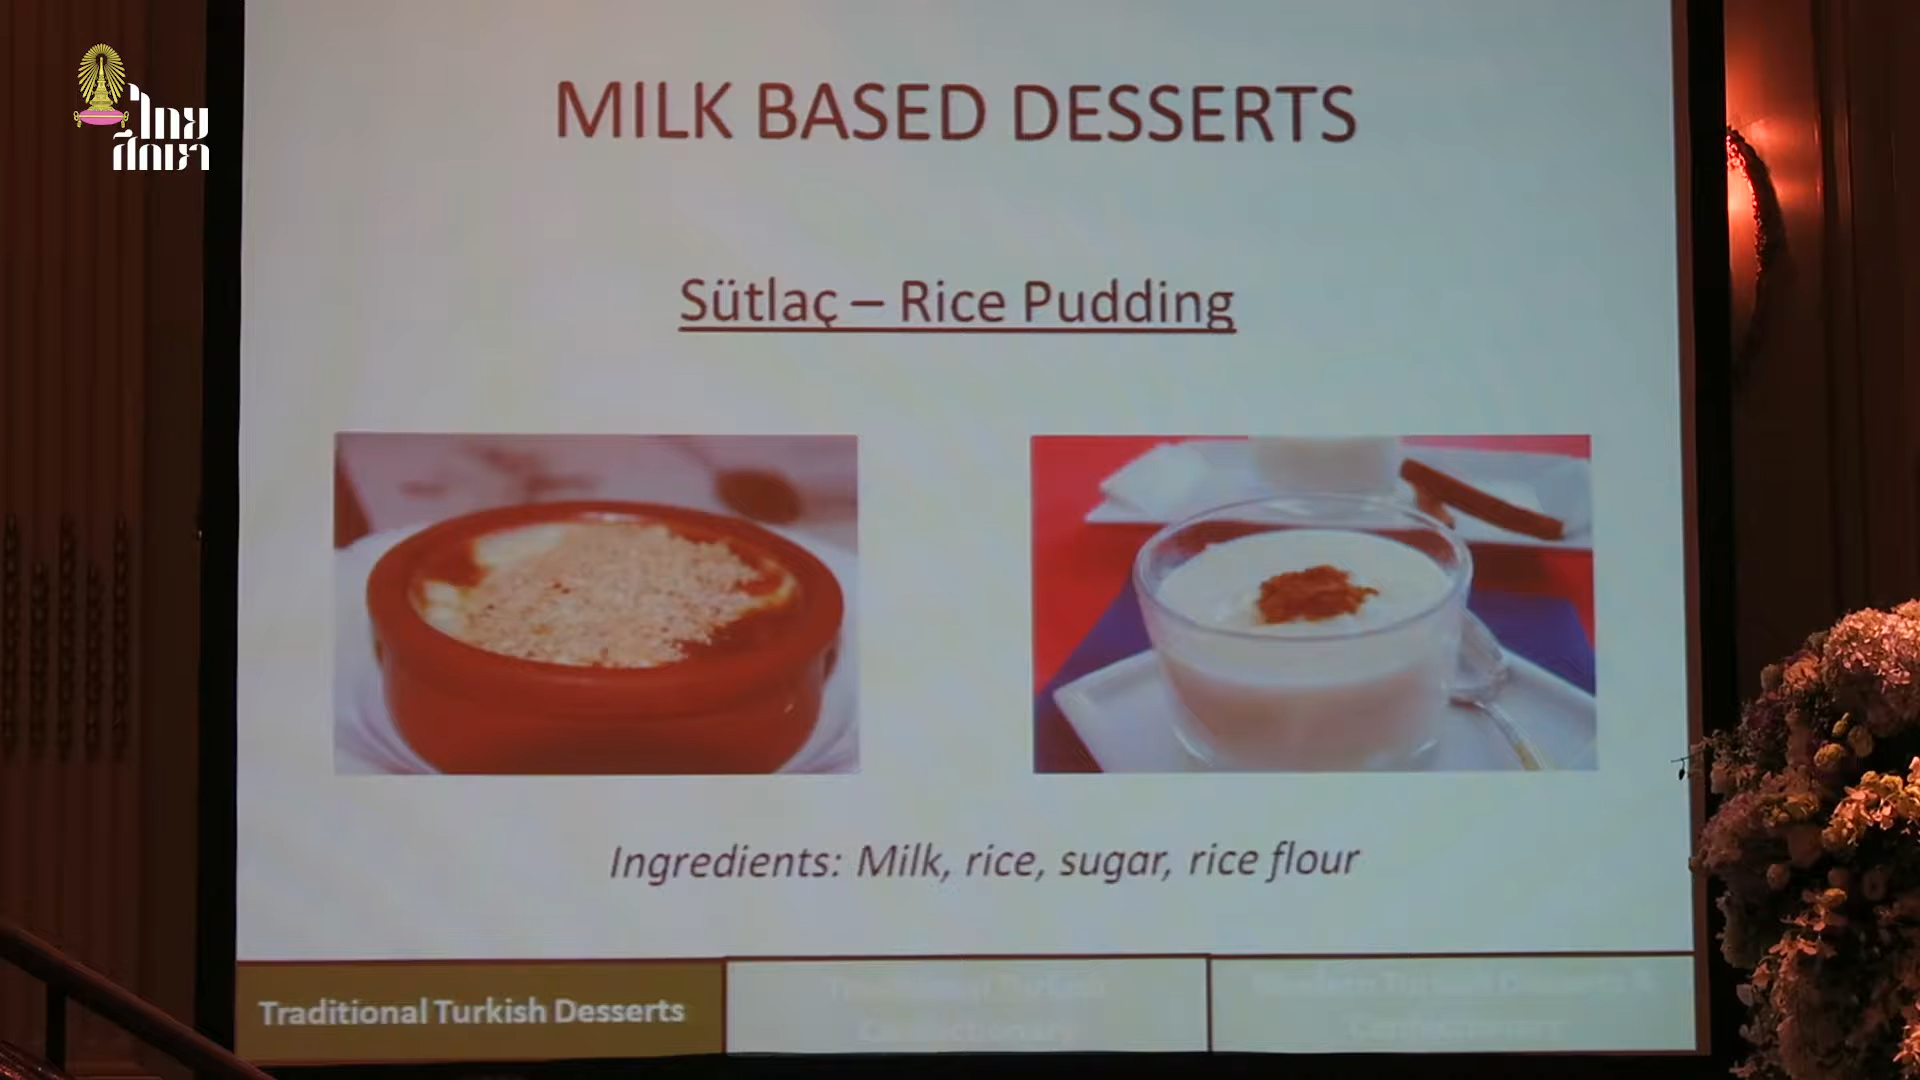 ไทย
ศึกษา
MILK BASED DESSERTS
Sütlaç – Rice Pudding
Ingredients: Milk, rice, sugar, rice flour
Traditional Turkish Desserts